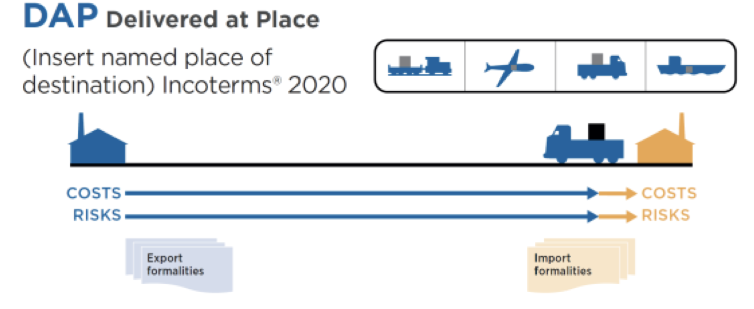 DAP Delivered at Place
(Insert named place of
destination) Incoterms® 2020
COSTS COSTS
RISKS RISKS
Export
formalities
Import
formalities